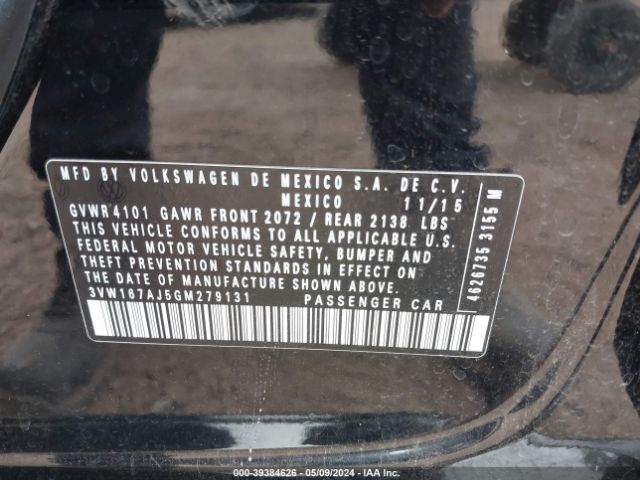 MFD BY VOLKSWAGEN DE MEXICO S.A. DE C.V.
MEXICO 11/15
GVWR 4101 GAWR FRONT 2072 / REAR 2138 LBS
THIS VEHICLE CONFORMS TO ALL APPLICABLE U.S.
FEDERAL MOTOR VEHICLE SAFETY, BUMPER AND
THEFT PREVENTION STANDARDS IN EFFECT ON THE
DATE OF MANUFACTURE SHOWN ABOVE.
3VW167AJ5GM279131 PASSENGER CAR
4626735 3155 M
000-39384626 - 05/09/2024 - IAA Inc.